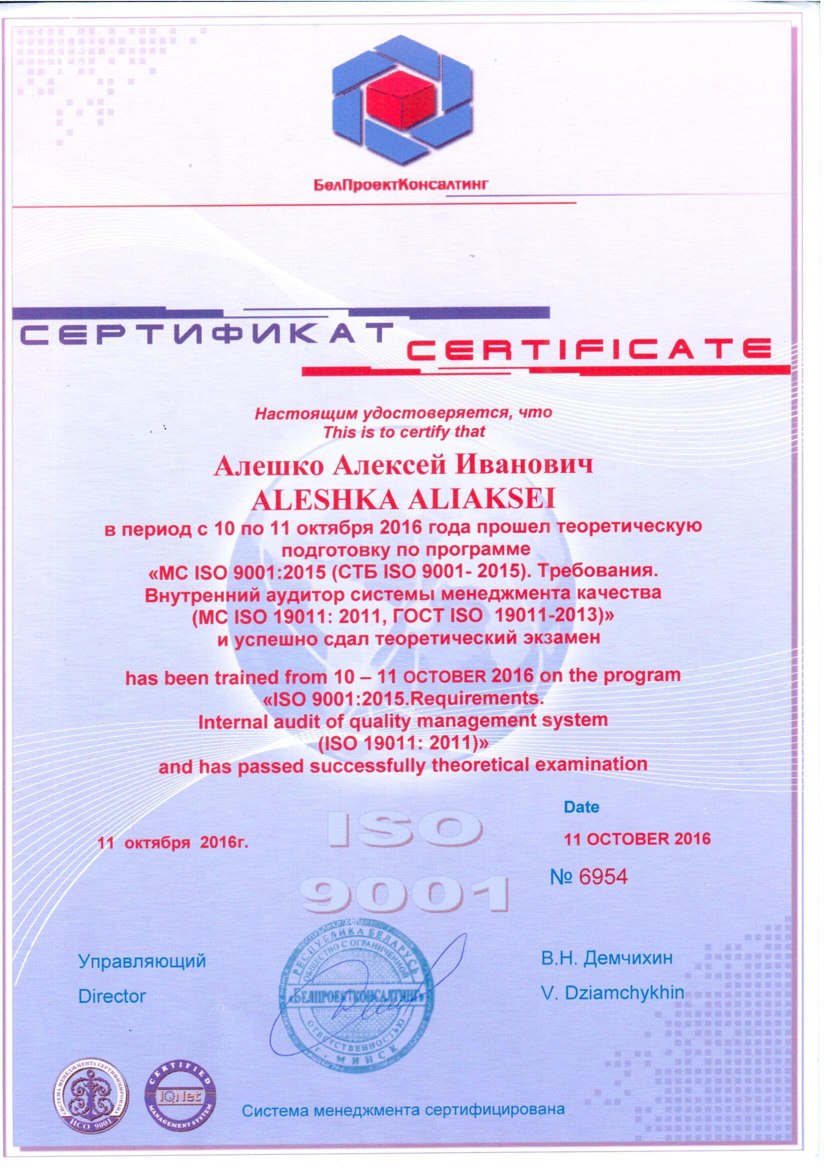 БелПроектКонсалтинг
СЕРТИФИКАТ
CERTIFICATE
Настоящим удостоверяется, что
This is to certify that
Алешко Алексей Иванович
ALESHKA ALIAKSEI
в период с 10 по 11 октября 2016 года прошел теоретическую
подготовку по программе
«МС ISO 9001:2015 (СТБ ISO 9001- 2015). Требования.
Внутренний аудитор системы менеджмента качества
(МС ISO 19011: 2011, ГОСТ ISO 19011-2013)»
и успешно сдал теоретический экзамен
has been trained from 10 – 11 OCTOBER 2016 on the program
«ISO 9001:2015.Requirements.
Internal audit of quality management system
(ISO 19011: 2011)»
and has passed successfully theoretical examination
Date
11 октября 2016г.
11 OCTOBER 2016
№ 6954
ISO
9001
Управляющий
Director
РЕСПУБЛИКА БЕЛАРУСЬ
ОБЩЕСТВО С ОГРАНИЧЕННОЙ
«БЕЛПРОЕКТКОНСАЛТИНГ»
ОТВЕТСТВЕННОСТЬЮ
г. МИНСК
В.Н. Демчихин
V. Dziamchykhin
СИСТЕМА МЕНЕДЖМЕНТА СЕРТИФИЦИРОВАНА
ИСО 9001
CERTIFIED
IQNet
MANAGEMENT SYSTEM
Система менеджмента сертифицирована